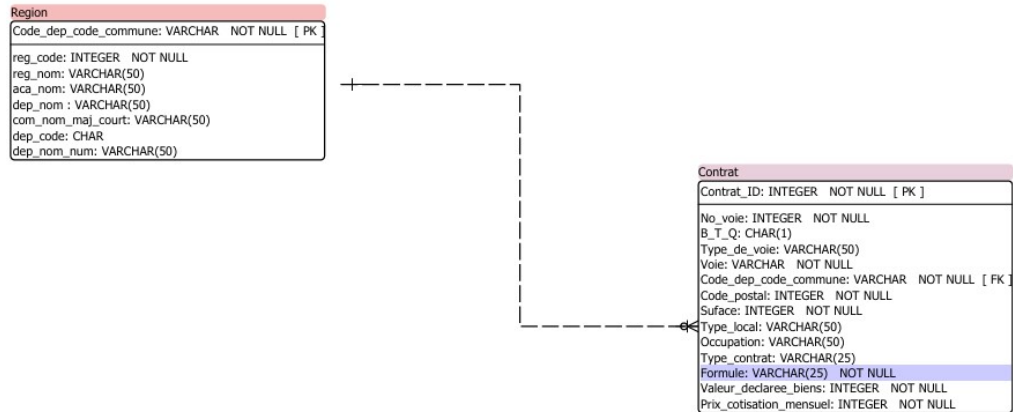 Region
Code_dep_code_commune: VARCHAR NOT NULL [ PK ]
reg_code: INTEGER NOT NULL
reg_nom: VARCHAR(50)
aca_nom: VARCHAR(50)
dep_nom : VARCHAR(50)
com_nom_maj_court: VARCHAR(50)
dep_code: CHAR
dep_nom_num: VARCHAR(50)
Contrat
Contrat_ID: INTEGER NOT NULL [ PK ]
No_voie: INTEGER NOT NULL
B_T_Q: CHAR(1)
Type_de_voie: VARCHAR(50)
Voie: VARCHAR NOT NULL
Code_dep_code_commune: VARCHAR NOT NULL [ FK ]
Code_postal: INTEGER NOT NULL
Suface: INTEGER NOT NULL
Type_local: VARCHAR(50)
Occupation: VARCHAR(50)
Type_contrat: VARCHAR(25)
Formule: VARCHAR(25) NOT NULL
Valeur_declaree_biens: INTEGER NOT NULL
Prix_cotisation_mensuel: INTEGER NOT NULL